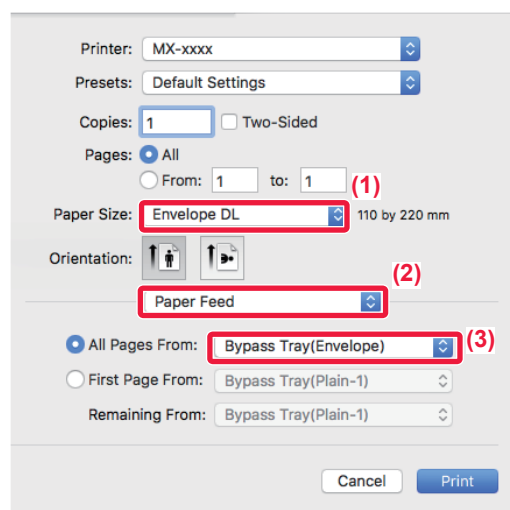 Printer: MX-xxxx
Presets: Default Settings
Copies: 1 Two-Sided
Pages: All
From: 1 to: 1
(1)
Paper Size: Envelope DL 110 by 220 mm
Orientation:
(2)
Paper Feed
All Pages From: Bypass Tray(Envelope) (3)
First Page From: Bypass Tray(Plain-1)
Remaining From: Bypass Tray(Plain-1)
Cancel Print